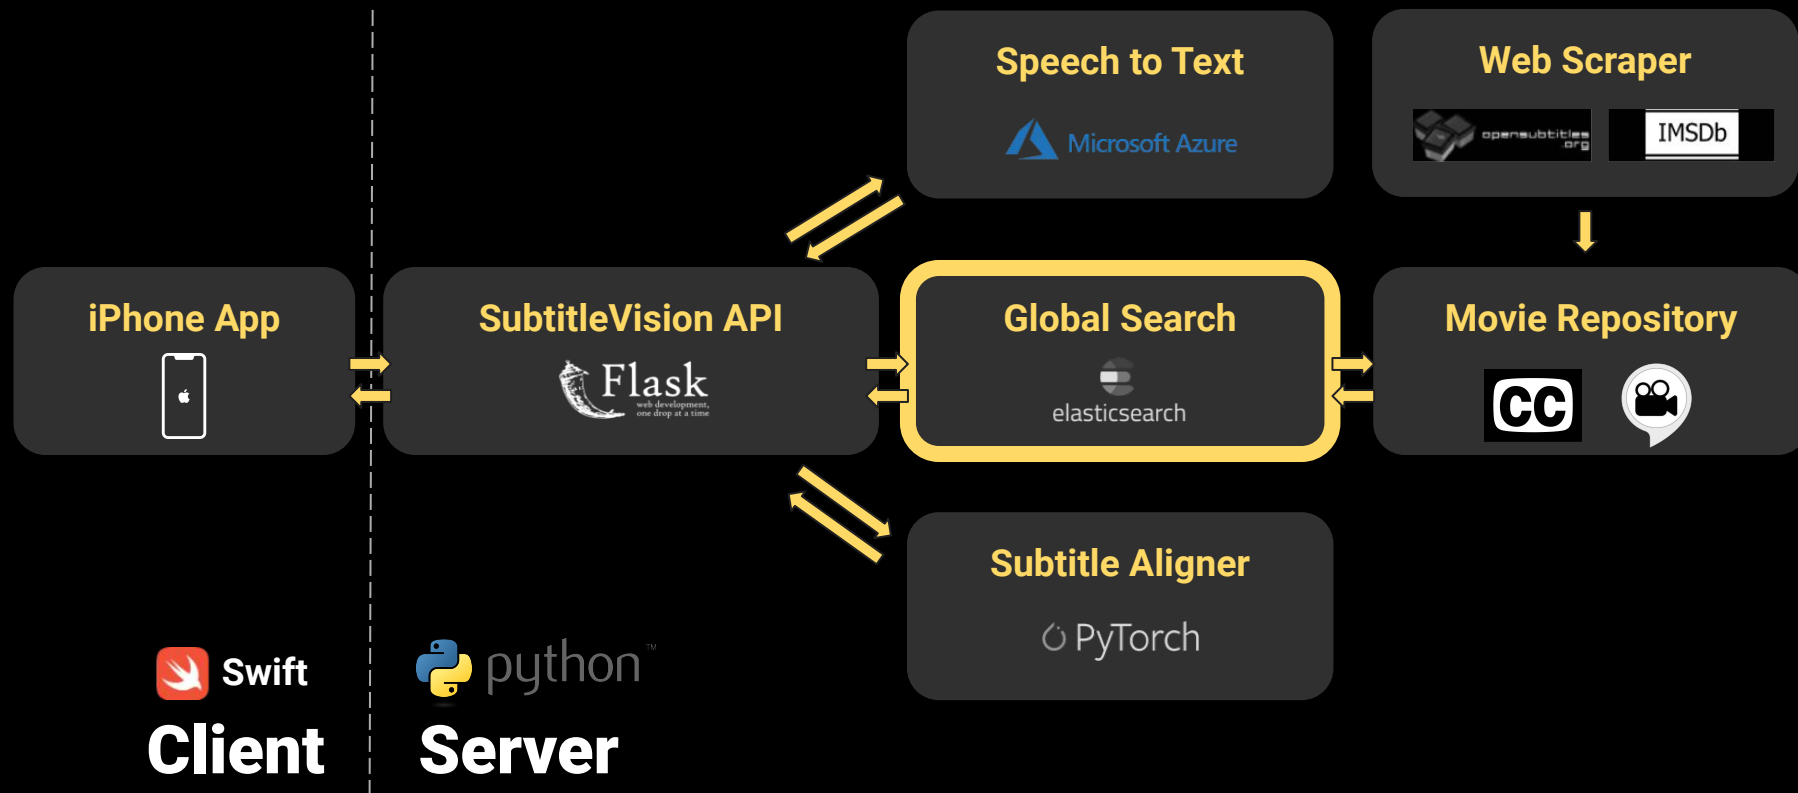 Speech to Text
Microsoft Azure
Web Scraper
opensubtitles
.org
IMSDb
iPhone App
SubtitleVision API
Flask
web development,
one drop at a time
Global Search
elasticsearch
Movie Repository
CC
Subtitle Aligner
PyTorch
Swift
python™
Client
Server